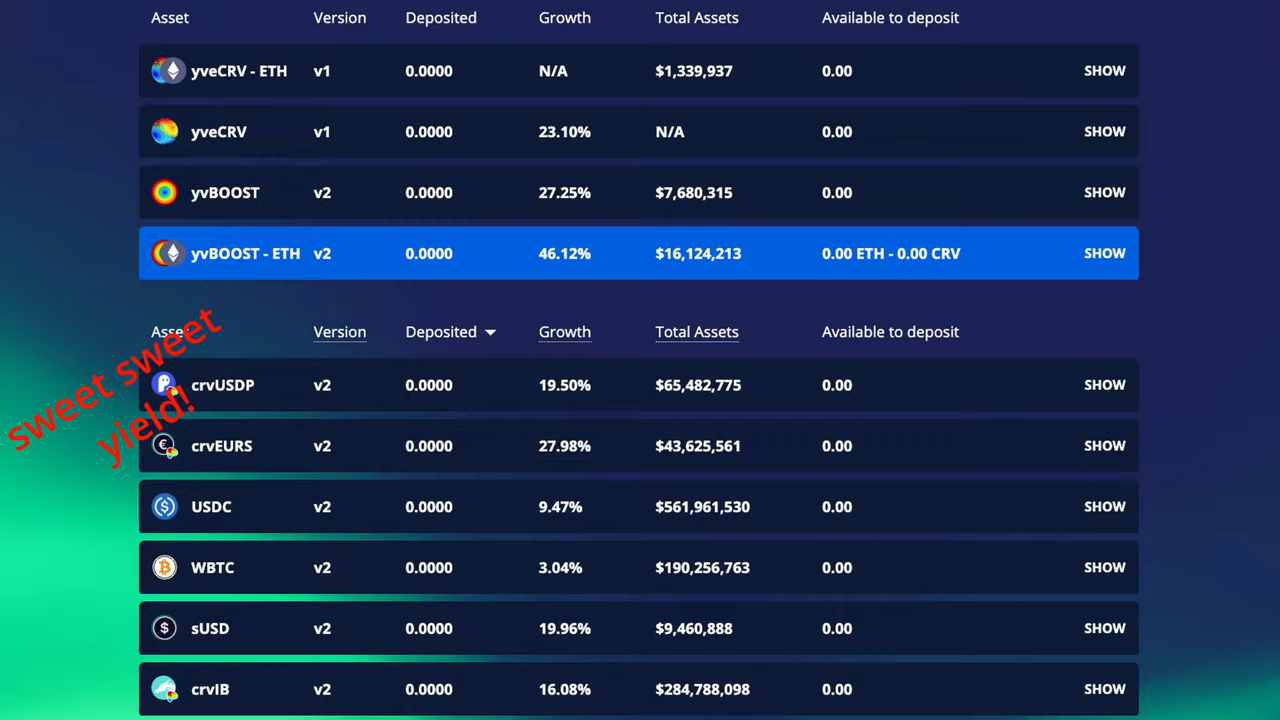 Asset Version Deposited Growth Total Assets Available to deposit
yveCRV - ETH v1 0.0000 N/A $1,339,937 0.00 SHOW
yveCRV v1 0.0000 23.10% N/A 0.00 SHOW
yvBOOST v2 0.0000 27.25% $7,680,315 0.00 SHOW
yvBOOST - ETH v2 0.0000 46.12% $16,124,213 0.00 ETH - 0.00 CRV SHOW
Asset Version Deposited Growth Total Assets Available to deposit
sweet sweet
yield!
crvUSDP v2 0.0000 19.50% $65,482,775 0.00 SHOW
crvEURS v2 0.0000 27.98% $43,625,561 0.00 SHOW
USDC v2 0.0000 9.47% $561,961,530 0.00 SHOW
WBTC v2 0.0000 3.04% $190,256,763 0.00 SHOW
sUSD v2 0.0000 19.96% $9,460,888 0.00 SHOW
crvIB v2 0.0000 16.08% $284,788,098 0.00 SHOW